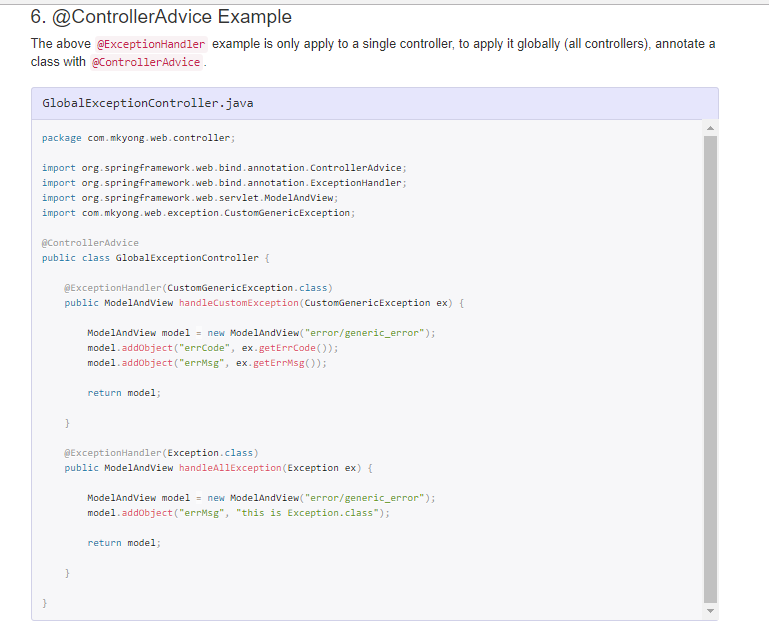 6. @ControllerAdvice Example
The above @ExceptionHandler example is only apply to a single controller, to apply it globally (all controllers), annotate a
class with @ControllerAdvice.
GlobalExceptionController.java
package com.mkyong.web.controller;
import org.springframework.web.bind.annotation.ControllerAdvice;
import org.springframework.web.bind.annotation.ExceptionHandler;
import org.springframework.web.servlet.ModelAndView;
import com.mkyong.web.exception.CustomGenericException;
@ControllerAdvice
public class GlobalExceptionController {
@ExceptionHandler(CustomGenericException.class)
public ModelAndView handleCustomException(CustomGenericException ex) {
ModelAndView model = new ModelAndView("error/generic_error");
model.addObject("errCode", ex.getErrCode());
model.addObject("errMsg", ex.getErrMsg());
return model;
}
@ExceptionHandler(Exception.class)
public ModelAndView handleAllException(Exception ex) {
ModelAndView model = new ModelAndView("error/generic_error");
model.addObject("errMsg", "this is Exception.class");
return model;
}
}